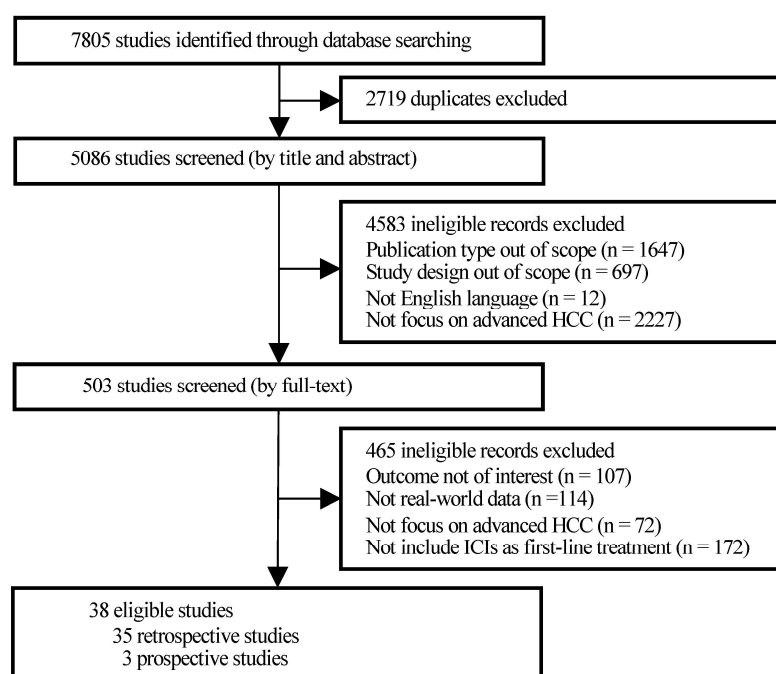 7805 studies identified through database searching
2719 duplicates excluded
5086 studies screened (by title and abstract)
4583 ineligible records excluded
Publication type out of scope (n = 1647)
Study design out of scope (n = 697)
Not English language (n = 12)
Not focus on advanced HCC (n = 2227)
503 studies screened (by full-text)
465 ineligible records excluded
Outcome not of interest (n = 107)
Not real-world data (n =114)
Not focus on advanced HCC (n = 72)
Not include ICIs as first-line treatment (n = 172)
38 eligible studies
35 retrospective studies
3 prospective studies